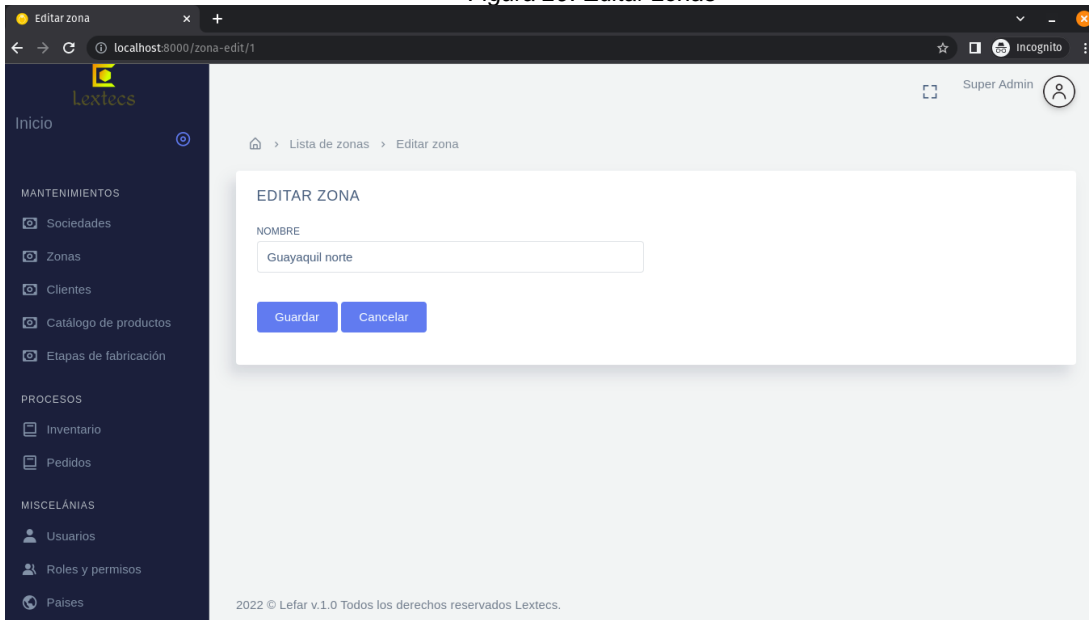 Editar zona
localhost:8000/zona-edit/1
Incognito
Lextecs
Inicio
MANTENIMIENTOS
Sociedades
Zonas
Clientes
Catálogo de productos
Etapas de fabricación
PROCESOS
Inventario
Pedidos
MISCELÁNIAS
Usuarios
Roles y permisos
Paises
Super Admin
Lista de zonas › Editar zona
EDITAR ZONA
NOMBRE
Guayaquil norte
Guardar Cancelar
2022 © Lefar v.1.0 Todos los derechos reservados Lextecs.